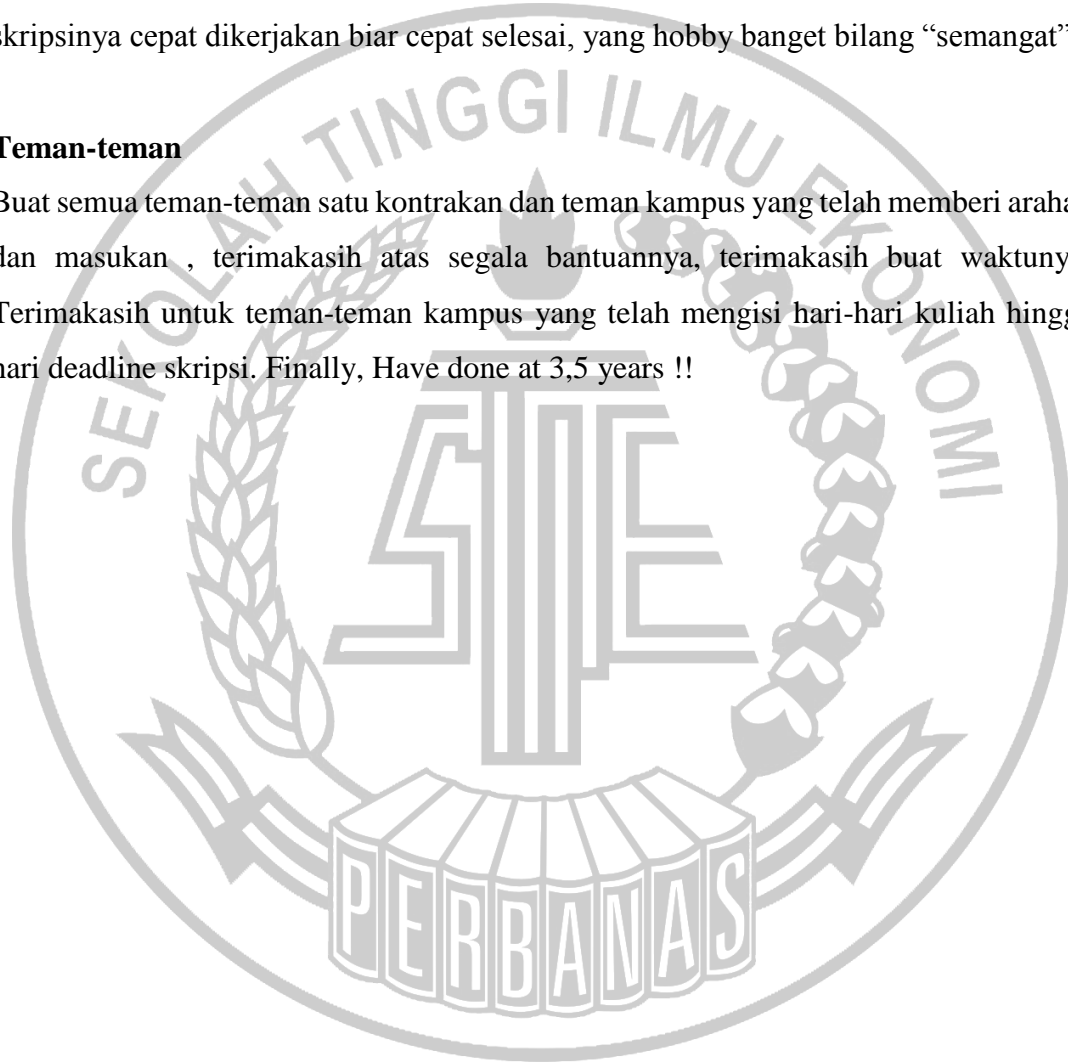 skripsinya cepat dikerjakan biar cepat selesai, yang hobby banget bilang “semangat”
Teman-teman
Buat semua teman-teman satu kontrakan dan teman kampus yang telah memberi
dan masukan , terimakasih atas segala bantuannya, terimakasih buat
Terimakasih untuk teman-teman kampus yang telah mengisi hari-hari kuliah
hari deadline skripsi. Finally, Have done at 3,5 years !!
SEKOLAH TINGGI ILMU EKONOMI
STIE
PERBANAS